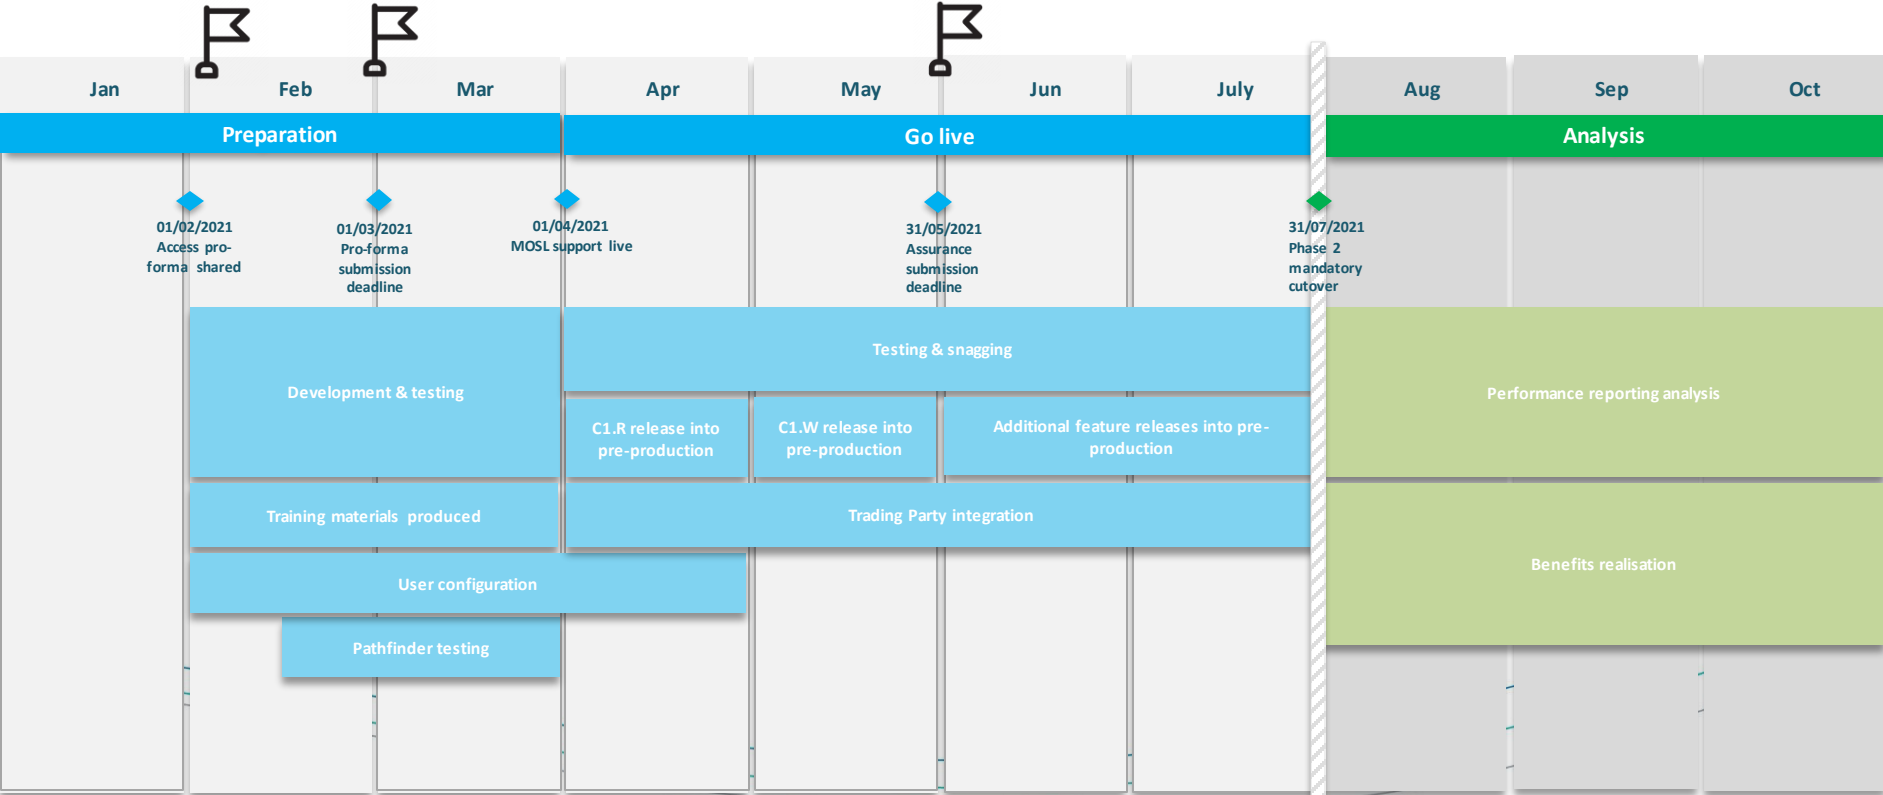 Jan
Feb
Mar
Apr
May
Jun
July
Aug
Sep
Oct
Preparation
Go live
Analysis
01/02/2021
Access pro-
forma shared
01/03/2021
Pro-forma
submission
deadline
01/04/2021
MOSL support live
31/05/2021
Assurance
submission
deadline
31/07/2021
Phase 2
mandatory
cutover
Development & testing
Testing & snagging
C1.R release into
pre-production
C1.W release into
pre-production
Additional feature releases into pre-
production
Performance reporting analysis
Training materials produced
Trading Party integration
User configuration
Benefits realisation
Pathfinder testing